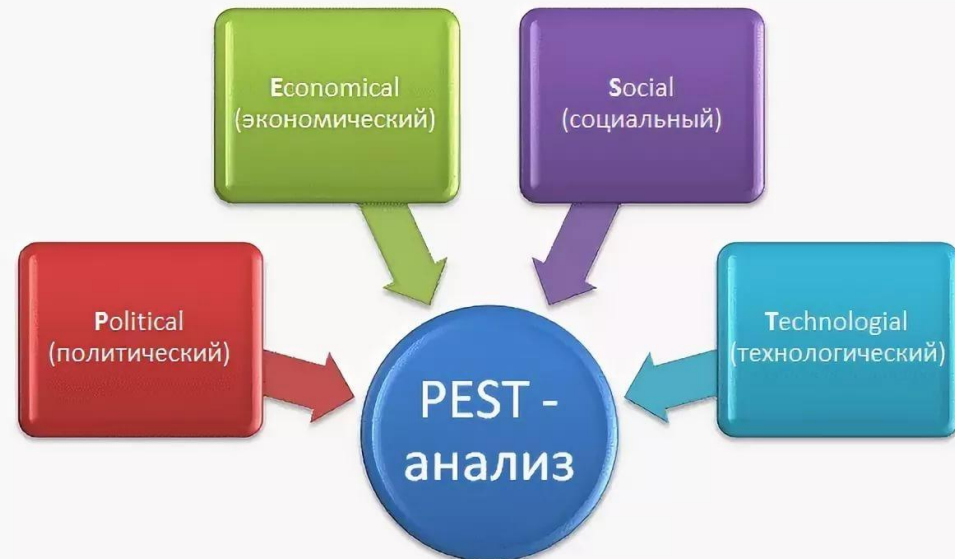 Economical
(экономический)
Social
(социальный)
Political
(политический)
Technologial
(технологический)
PEST -
анализ